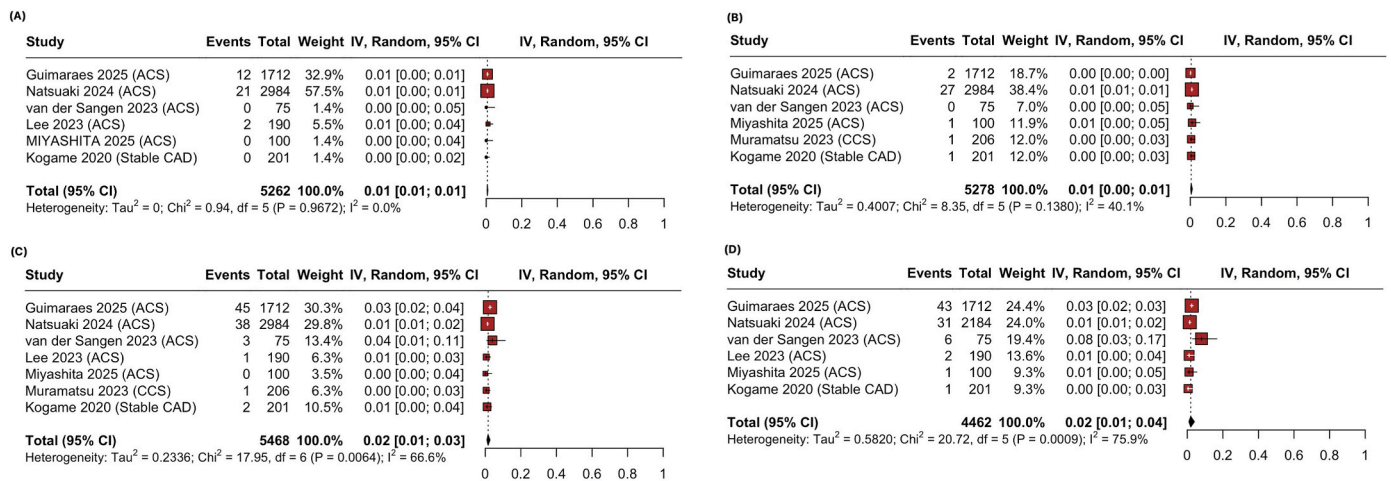 (A)
Study Events Total Weight IV, Random, 95% CI IV, Random, 95% CI
Guimaraes 2025 (ACS) 12 1712 32.9% 0.01 [0.00; 0.01]
Natsuaki 2024 (ACS) 21 2984 57.5% 0.01 [0.00; 0.01]
van der Sangen 2023 (ACS) 0 75 1.4% 0.00 [0.00; 0.05]
Lee 2023 (ACS) 2 190 5.5% 0.01 [0.00; 0.04]
MIYASHITA 2025 (ACS) 0 100 1.4% 0.00 [0.00; 0.04]
Kogame 2020 (Stable CAD) 0 201 1.4% 0.00 [0.00; 0.02]
Total (95% CI) 5262 100.0% 0.01 [0.01; 0.01]
Heterogeneity: Tau² = 0; Chi² = 0.94, df = 5 (P = 0.9672); I² = 0.0%
0 0.2 0.4 0.6 0.8 1
(B)
Study Events Total Weight IV, Random, 95% CI IV, Random, 95% CI
Guimaraes 2025 (ACS) 2 1712 18.7% 0.00 [0.00; 0.00]
Natsuaki 2024 (ACS) 27 2984 38.4% 0.01 [0.01; 0.01]
van der Sangen 2023 (ACS) 0 75 7.0% 0.00 [0.00; 0.05]
Miyashita 2025 (ACS) 1 100 11.9% 0.01 [0.00; 0.05]
Muramatsu 2023 (CCS) 1 206 12.0% 0.00 [0.00; 0.03]
Kogame 2020 (Stable CAD) 1 201 12.0% 0.00 [0.00; 0.03]
Total (95% CI) 5278 100.0% 0.01 [0.00; 0.01]
Heterogeneity: Tau² = 0.4007; Chi² = 8.35, df = 5 (P = 0.1380); I² = 40.1%
0 0.2 0.4 0.6 0.8 1
(C)
Study Events Total Weight IV, Random, 95% CI IV, Random, 95% CI
Guimaraes 2025 (ACS) 45 1712 30.3% 0.03 [0.02; 0.04]
Natsuaki 2024 (ACS) 38 2984 29.8% 0.01 [0.01; 0.02]
van der Sangen 2023 (ACS) 3 75 13.4% 0.04 [0.01; 0.11]
Lee 2023 (ACS) 1 190 6.3% 0.01 [0.00; 0.03]
Miyashita 2025 (ACS) 0 100 3.5% 0.00 [0.00; 0.04]
Muramatsu 2023 (CCS) 1 206 6.3% 0.00 [0.00; 0.03]
Kogame 2020 (Stable CAD) 2 201 10.5% 0.01 [0.00; 0.04]
Total (95% CI) 5468 100.0% 0.02 [0.01; 0.03]
Heterogeneity: Tau² = 0.2336; Chi² = 17.95, df = 6 (P = 0.0064); I² = 66.6%
0 0.2 0.4 0.6 0.8 1
(D)
Study Events Total Weight IV, Random, 95% CI IV, Random, 95% CI
Guimaraes 2025 (ACS) 43 1712 24.4% 0.03 [0.02; 0.03]
Natsuaki 2024 (ACS) 31 2184 24.0% 0.01 [0.01; 0.02]
van der Sangen 2023 (ACS) 6 75 19.4% 0.08 [0.03; 0.17]
Lee 2023 (ACS) 2 190 13.6% 0.01 [0.00; 0.04]
Miyashita 2025 (ACS) 1 100 9.3% 0.01 [0.00; 0.05]
Kogame 2020 (Stable CAD) 1 201 9.3% 0.00 [0.00; 0.03]
Total (95% CI) 4462 100.0% 0.02 [0.01; 0.04]
Heterogeneity: Tau² = 0.5820; Chi² = 20.72, df = 5 (P = 0.0009); I² = 75.9%
0 0.2 0.4 0.6 0.8 1